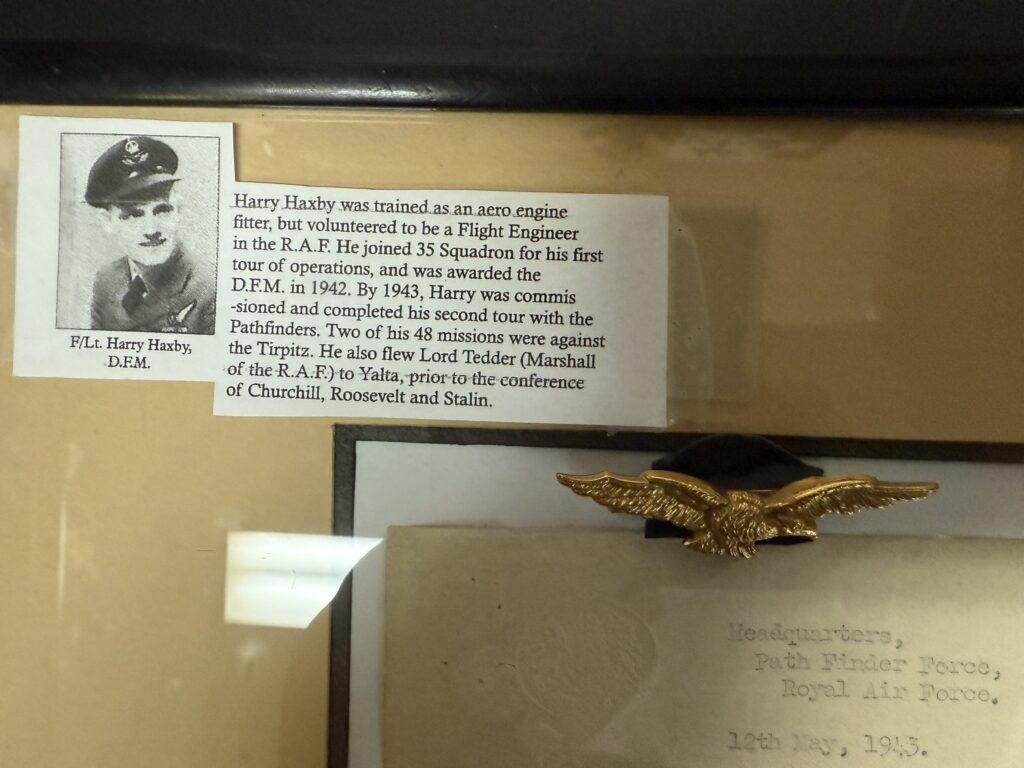 F/Lt. Harry Haxby,
D.F.M.
Harry Haxby was trained as an aero engine
fitter, but volunteered to be a Flight Engineer
in the R.A.F. He joined 35 Squadron for his first
tour of operations, and was awarded the
D.F.M. in 1942. By 1943, Harry was commis
-sioned and completed his second tour with the
Pathfinders. Two of his 48 missions were against
the Tirpitz. He also flew Lord Tedder (Marshall
of the R.A.F.) to Yalta, prior to the conference
of Churchill, Roosevelt and Stalin.
Headquarters,
Path Finder Force,
Royal Air Force.
12th May, 1943.